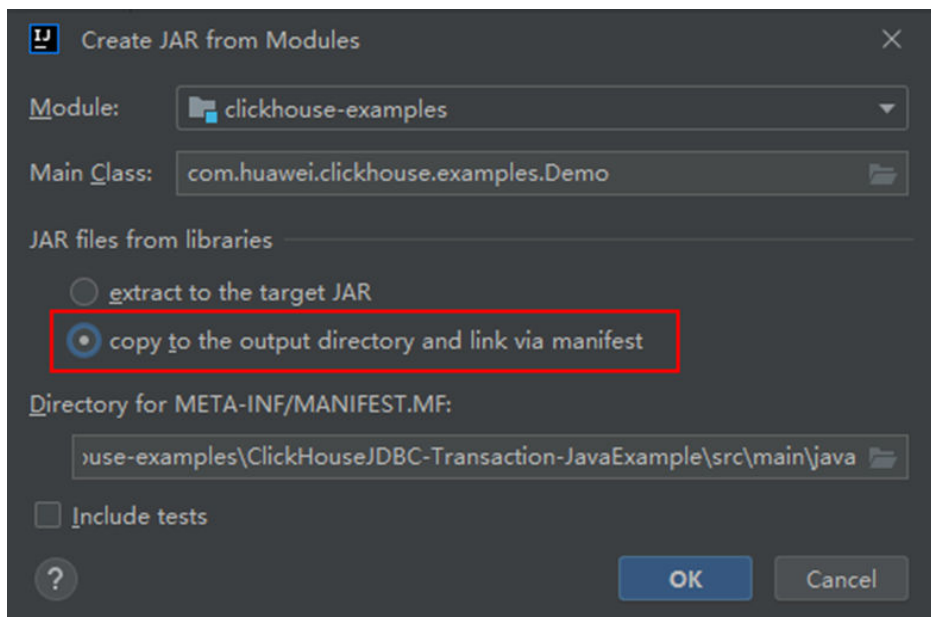 IJ
Create JAR from Modules
Module: clickhouse-examples
Main Class: com.huawei.clickhouse.examples.Demo
JAR files from libraries
extract to the target JAR
copy to the output directory and link via manifest
Directory for META-INF/MANIFEST.MF:
use-examples\ClickHouseJDBC-Transaction-JavaExample\src\main\java
Include tests
?
OK Cancel